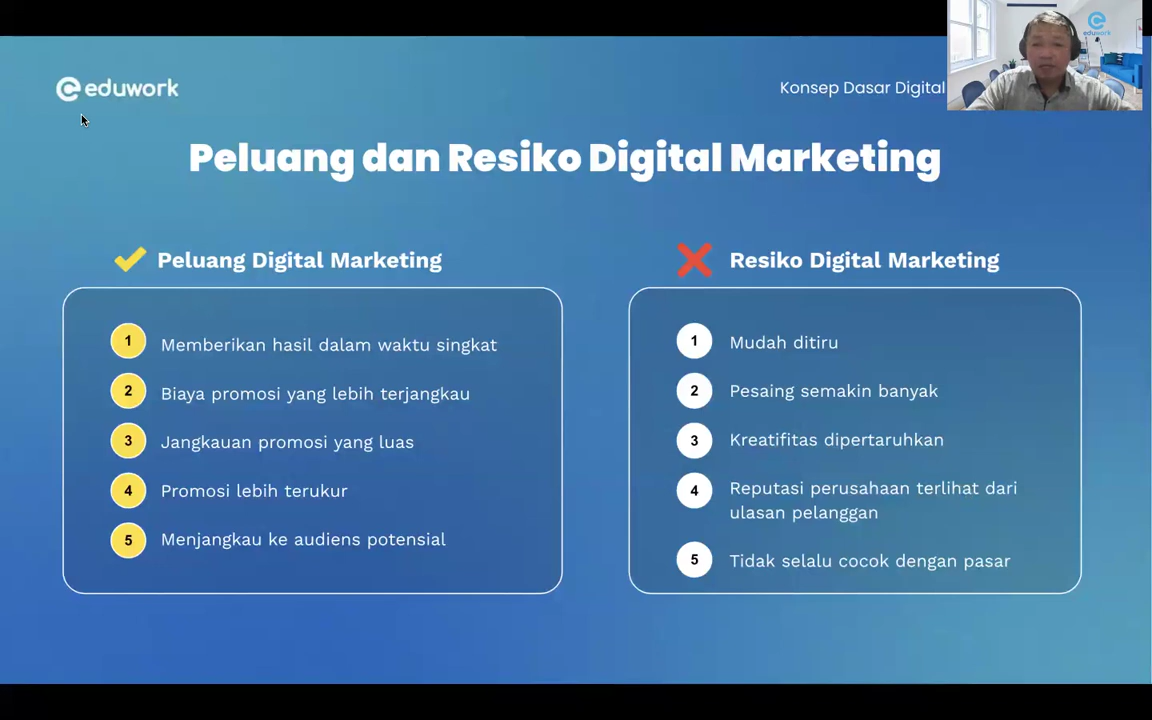 eduwork
Konsep Dasar Digital
eduwork
Peluang dan Resiko Digital Marketing
Peluang Digital Marketing
1 Memberikan hasil dalam waktu singkat
2 Biaya promosi yang lebih terjangkau
3 Jangkauan promosi yang luas
4 Promosi lebih terukur
5 Menjangkau ke audiens potensial
Resiko Digital Marketing
1 Mudah ditiru
2 Pesaing semakin banyak
3 Kreatifitas dipertaruhkan
4 Reputasi perusahaan terlihat dari
ulasan pelanggan
5 Tidak selalu cocok dengan pasar